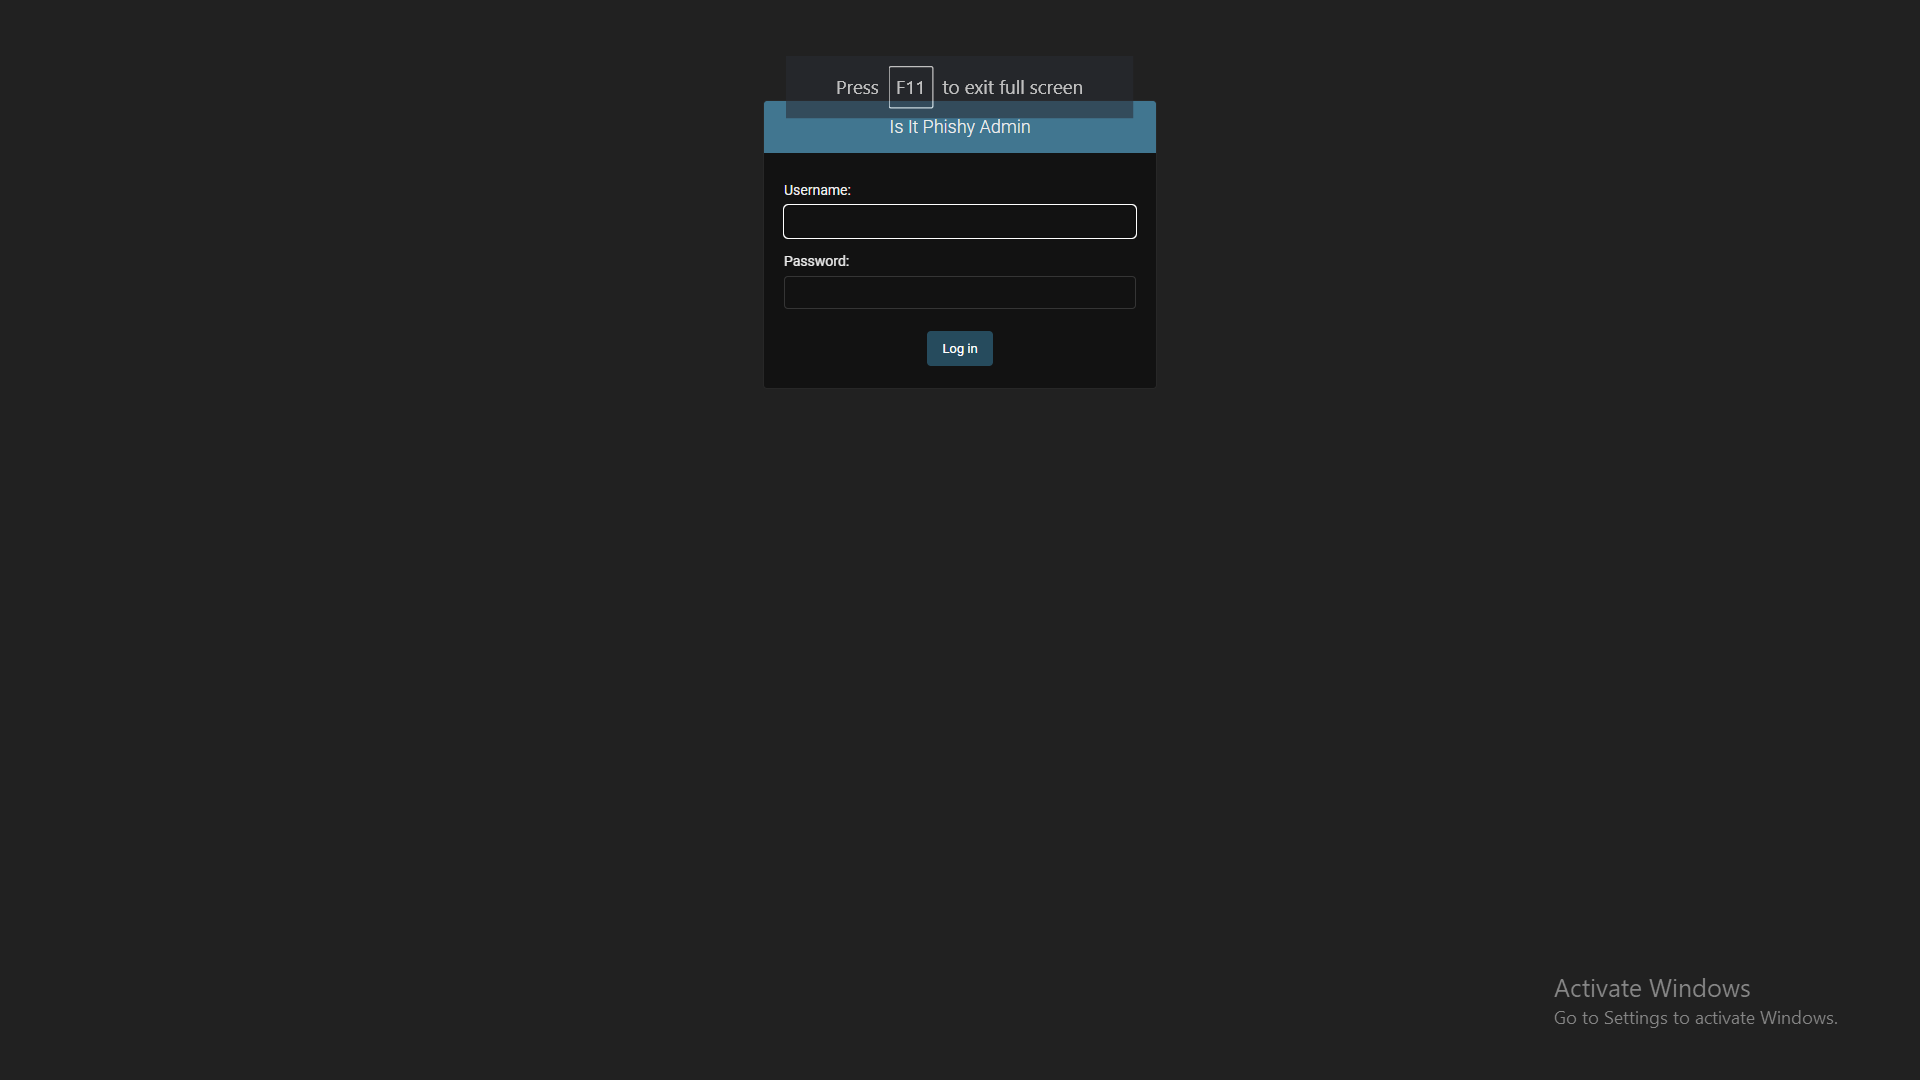 Press F11 to exit full screen
Is It Phishy Admin
Username:
Password:
Log in
Activate Windows
Go to Settings to activate Windows.